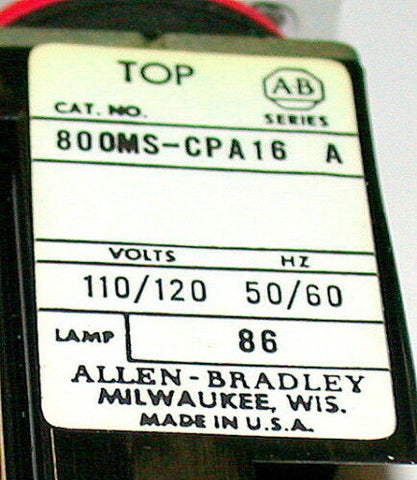 TOP A-B
CAT. NO. SERIES
800MS-CPA16 A
VOLTS HZ
110/120 50/60
LAMP 86
ALLEN-BRADLEY
MILWAUKEE, WIS.
MADE IN U.S.A.